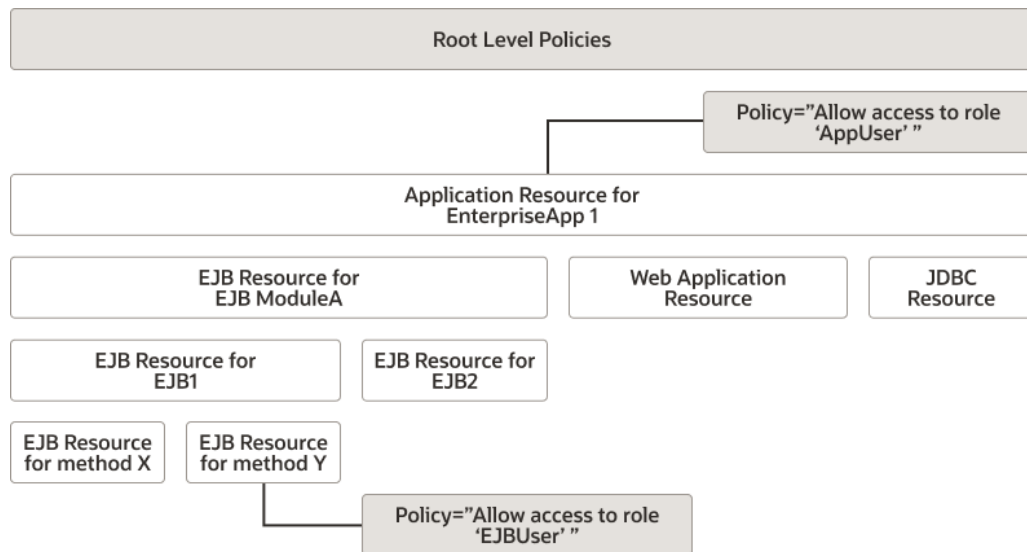 Root Level Policies
Policy=”Allow access to role
‘AppUser’ ”
Application Resource for
EnterpriseApp 1
EJB Resource for
EJB ModuleA
Web Application
Resource
JDBC
Resource
EJB Resource for
EJB1
EJB Resource for
EJB2
EJB Resource
for method X
EJB Resource
for method Y
Policy=”Allow access to role
‘EJBUser’ ”